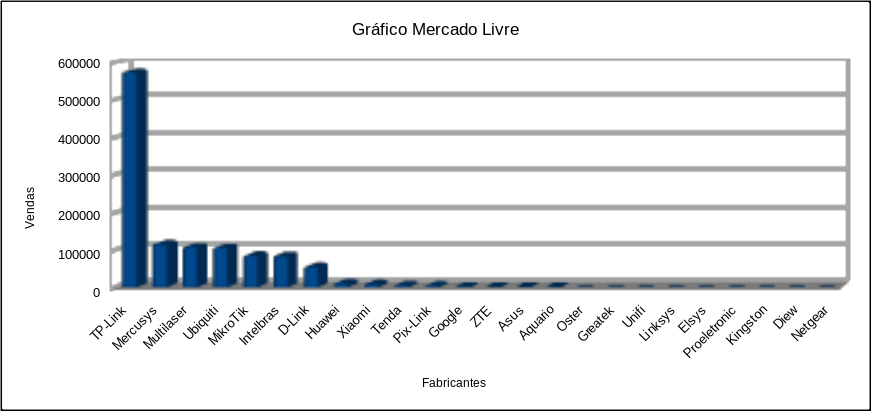 Gráfico Mercado Livre
600000
500000
400000
300000
200000
100000
0
Vendas
TP-Link
Mercusys
Multilaser
Ubiquiti
MikroTik
Intelbras
D-Link
Huawei
Xiaomi
Tenda
Pix-Link
Google
ZTE
Asus
Aquario
Oster
Greatek
Unifi
Linksys
Elsys
Proeletronic
Kingston
Diew
Netgear
Fabricantes